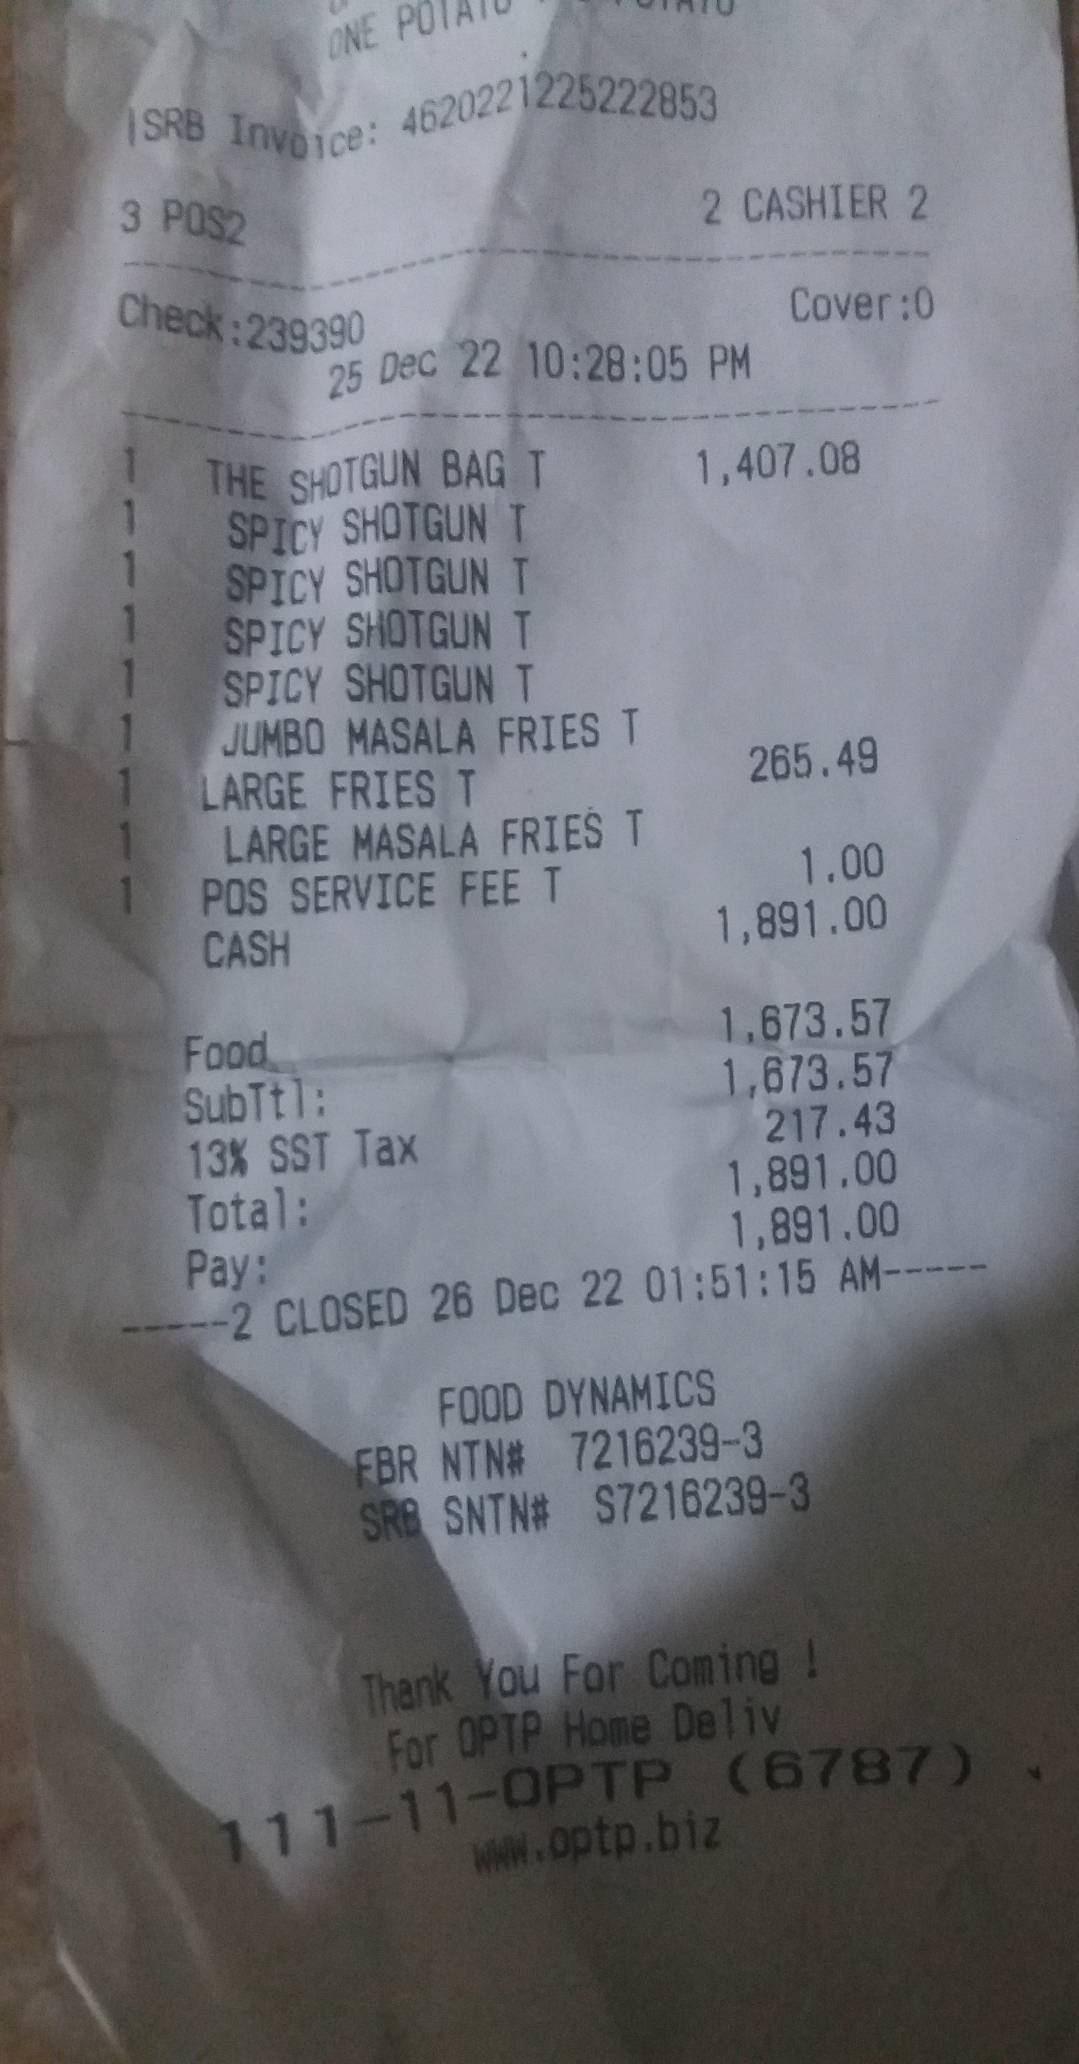 ONE POTATO
SRB Invoice: 4620221225222853
3 POS2 2 CASHIER 2
Check:239390 Cover:0
25 Dec 22 10:28:05 PM
1 THE SHOTGUN BAG T 1,407.08
1 SPICY SHOTGUN T
1 SPICY SHOTGUN T
1 SPICY SHOTGUN T
1 SPICY SHOTGUN T
1 JUMBO MASALA FRIES T
1 LARGE FRIES T 265.49
1 LARGE MASALA FRIES T
1 POS SERVICE FEE T 1.00
CASH 1,891.00
Food 1,673.57
SubTtl: 1,673.57
13% SST Tax 217.43
Total: 1,891.00
Pay: 1,891.00
-----2 CLOSED 26 Dec 22 01:51:15 AM-----
FOOD DYNAMICS
FBR NTN# 7216239-3
SRB SNTN# S7216239-3
Thank You For Coming !
For OPTP Home Deliv
111-11-OPTP (6787) .
www.optp.biz